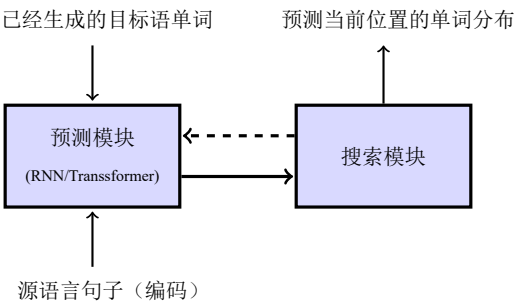 已经生成的目标语单词
预测当前位置的单词分布
预测模块
(RNN/Transsformer)
搜索模块
源语言句子（编码）